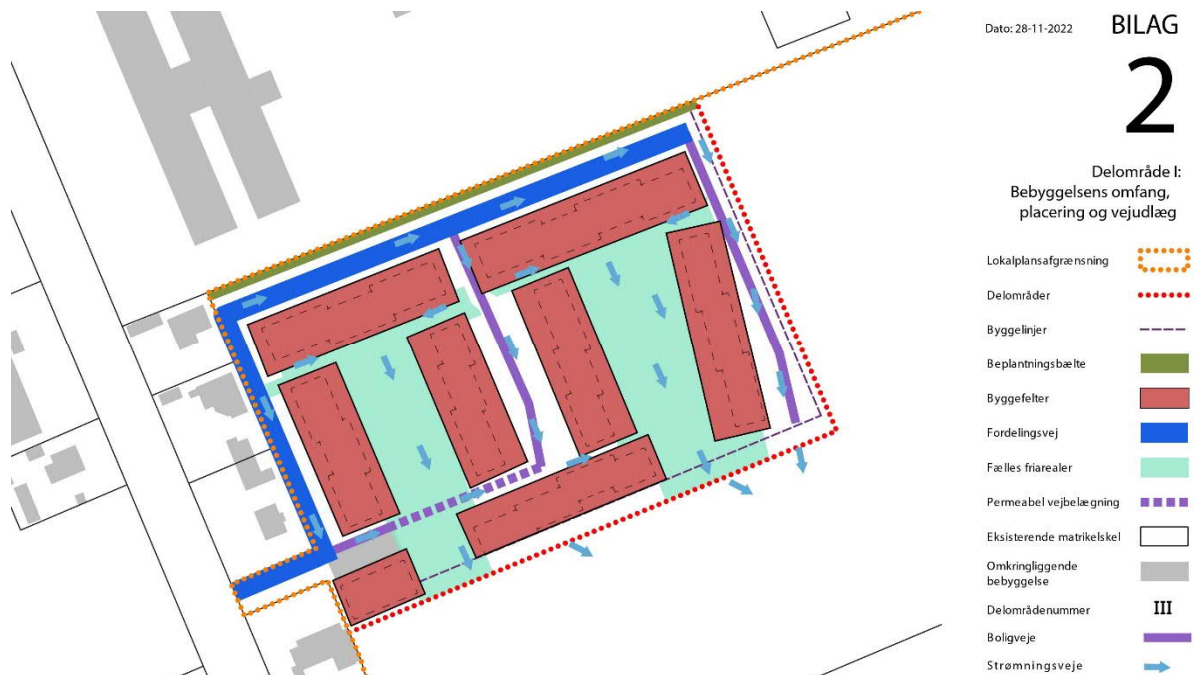 Dato: 28-11-2022
BILAG
2
Delområde I:
Bebyggelsens omfang,
placering og vejudlæg
Lokalplansafgrænsning
Delområder
Byggelinjer
Beplantningsbælte
Byggefelter
Fordelingsvej
Fælles friarealer
Permeabel vejbelægning
Eksisterende matrikelskel
Omkringliggende
bebyggelse
Delområdenummer III
Boligveje
Strømningsveje